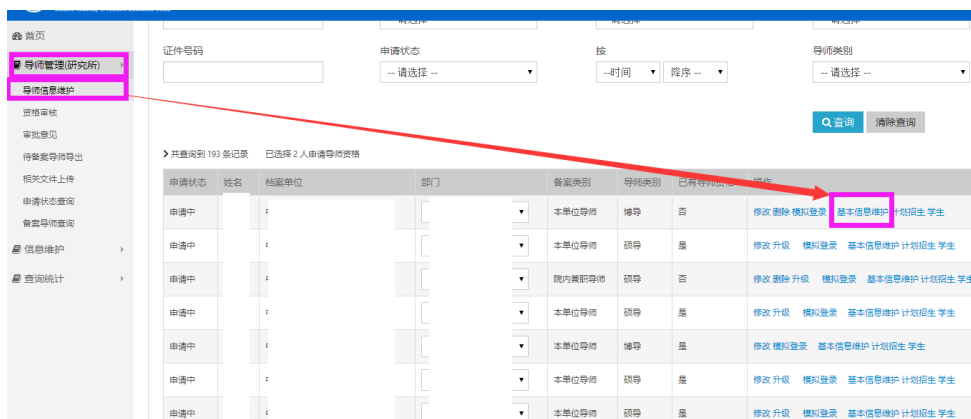 首页
导师管理(研究所)
导师信息维护
资格审核
审批意见
待备案导师导出
相关文件上传
申请状态查询
备案导师查询
信息维护
查询统计
证件号码 申请状态 按 导师类别
-- 请选择 -- --时间 降序 -- -- 请选择 --
查询 清除查询
共查询到 193 条记录 已选择 2 人申请导师资格
申请状态 姓名 档案单位 部门 备案类别 导师类别 已有导师资格 操作
申请中 本单位导师 博导 否 修改 删除 模拟登录 基本信息维护 计划招生 学生
申请中 本单位导师 硕导 是 修改 升级 模拟登录 基本信息维护 计划招生 学生
申请中 院内兼职导师 硕导 否 修改 删除 升级 模拟登录 基本信息维护 计划招生 学生
申请中 本单位导师 硕导 是 修改 升级 模拟登录 基本信息维护 计划招生 学生
申请中 本单位导师 博导 是 修改 模拟登录 基本信息维护 计划招生 学生
申请中 本单位导师 硕导 是 修改 升级 模拟登录 基本信息维护 计划招生 学生
申请中 本单位导师 硕导 是 修改 升级 模拟登录 基本信息维护 计划招生 学生